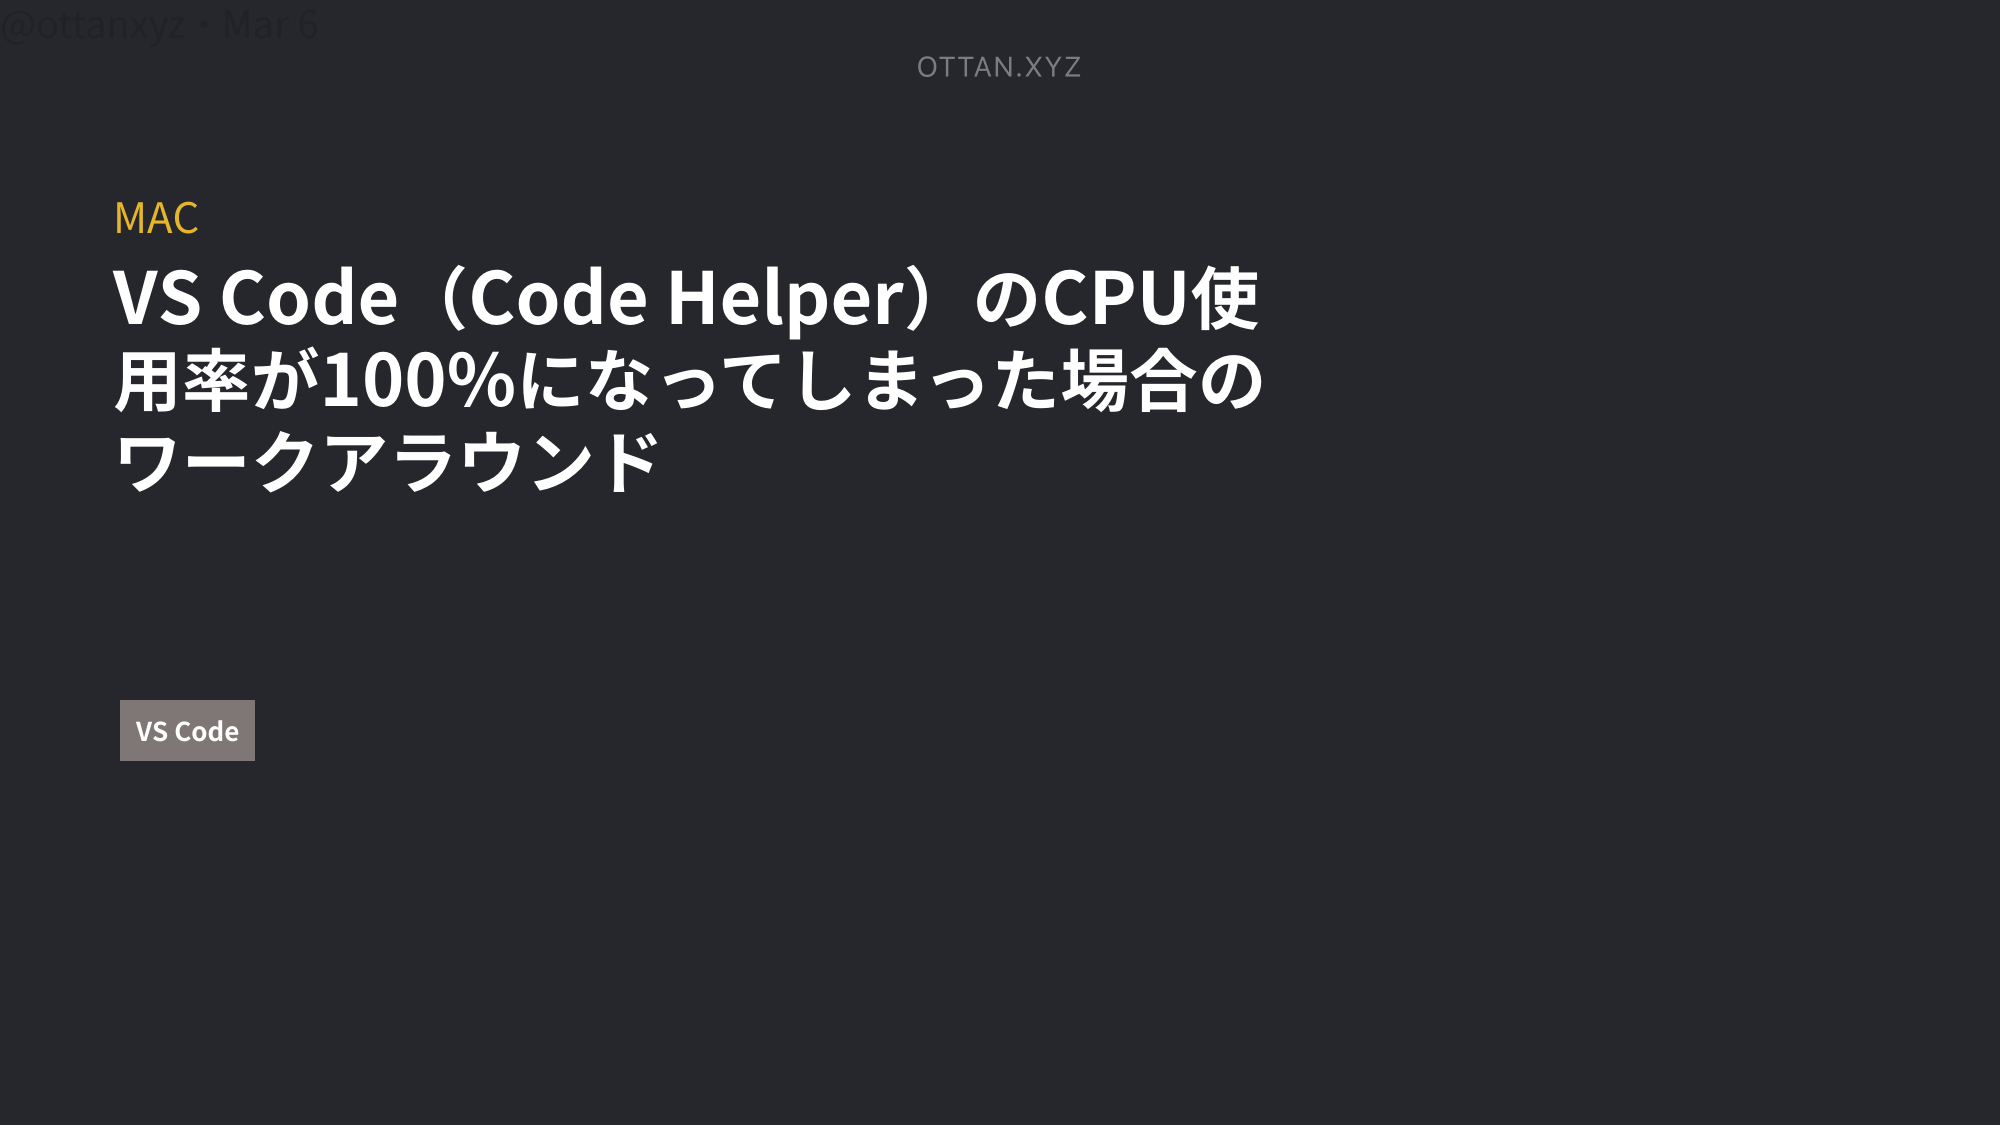 @ottanxyz・Mar 6
OTTAN.XYZ
MAC
VS Code（Code Helper）のCPU使
用率が100%になってしまった場合の
ワークアラウンド
VS Code